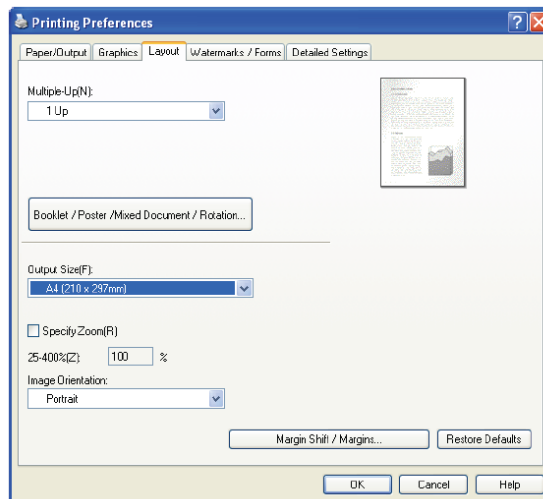 Printing Preferences
Paper/Output Graphics Layout Watermarks / Forms Detailed Settings
Multiple-Up(N):
1 Up
Booklet / Poster /Mixed Document / Rotation...
Output Size(F):
A4 (210 x 297mm)
Specify Zoom(R)
25-400%(Z): 100 %
Image Orientation:
Portrait
Margin Shift / Margins... Restore Defaults
OK Cancel Help